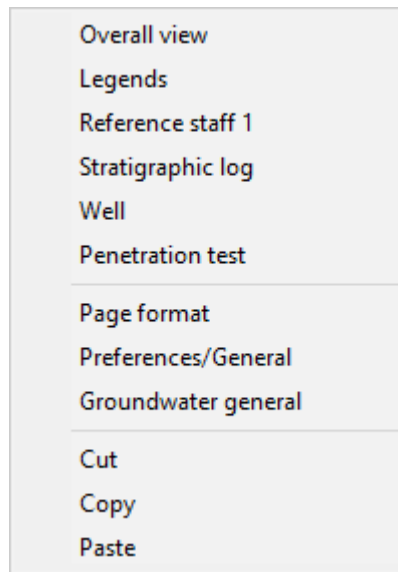 Overall view
Legends
Reference staff 1
Stratigraphic log
Well
Penetration test
Page format
Preferences/General
Groundwater general
Cut
Copy
Paste